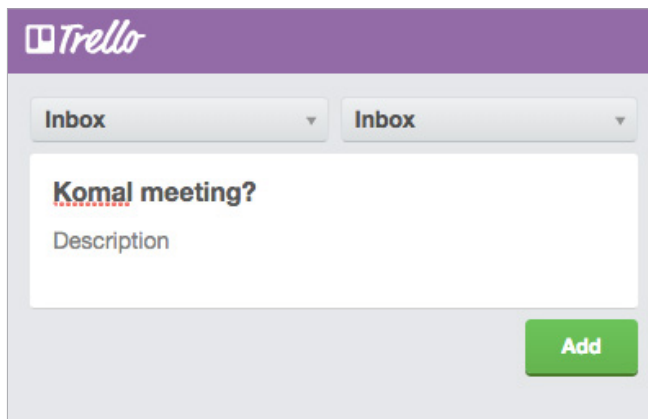 Trello
Inbox Inbox
Komal meeting?
Description
Add